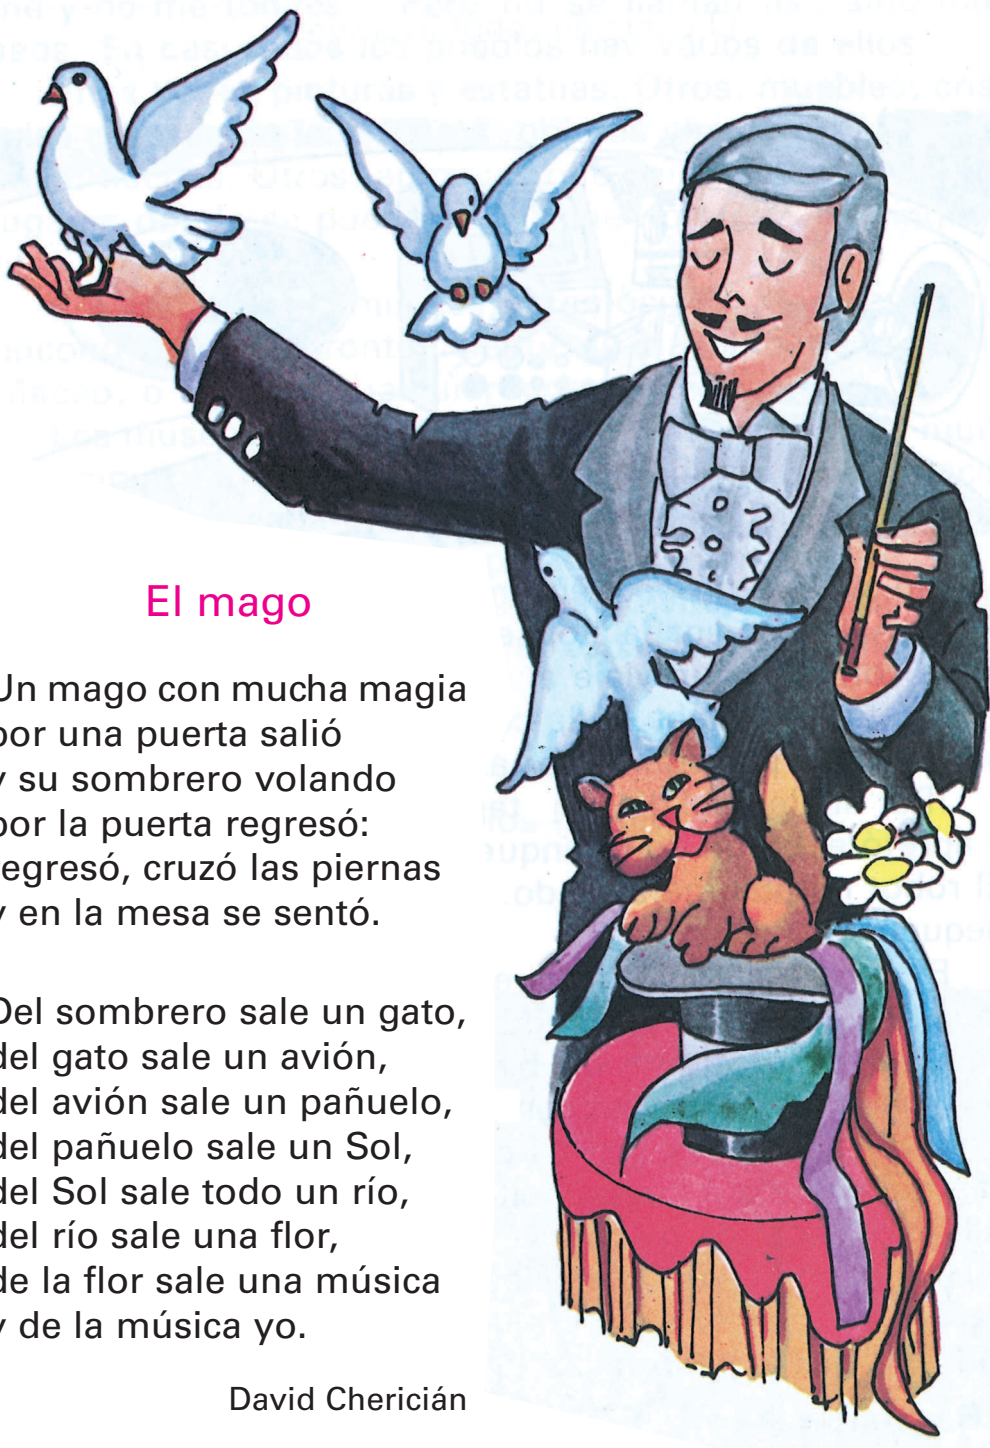 El mago
Un mago con mucha magia
por una puerta salió
y su sombrero volando
por la puerta regresó:
regresó, cruzó las piernas
y en la mesa se sentó.
Del sombrero sale un gato,
del gato sale un avión,
del avión sale un pañuelo,
del pañuelo sale un Sol,
del Sol sale todo un río,
del río sale una flor,
de la flor sale una música
y de la música yo.
David Chericián